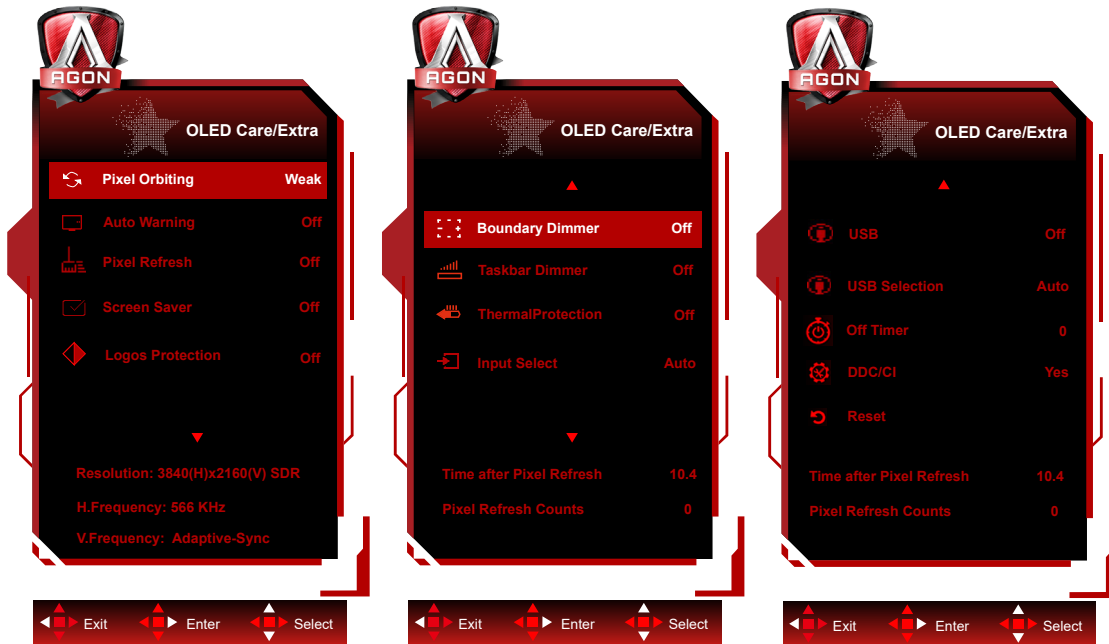 AGON
OLED Care/Extra
Pixel Orbiting Weak
Auto Warning Off
Pixel Refresh Off
Screen Saver Off
Logos Protection Off
Resolution: 3840(H)x2160(V) SDR
H.Frequency: 566 KHz
V.Frequency: Adaptive-Sync
Exit Enter Select
AGON
OLED Care/Extra
Boundary Dimmer Off
Taskbar Dimmer Off
ThermalProtection Off
Input Select Auto
Time after Pixel Refresh 10.4
Pixel Refresh Counts 0
Exit Enter Select
AGON
OLED Care/Extra
USB Off
USB Selection Auto
Off Timer 0
DDC/CI Yes
Reset
Time after Pixel Refresh 10.4
Pixel Refresh Counts 0
Exit Enter Select